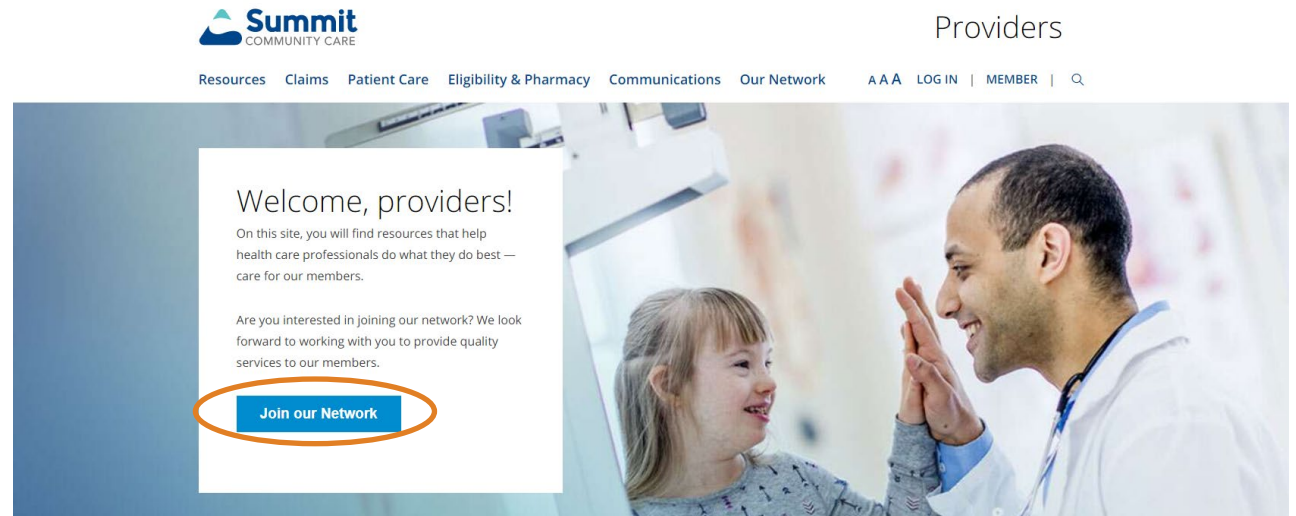 Summit
COMMUNITY CARE
Providers
Resources Claims Patient Care Eligibility & Pharmacy Communications Our Network A A A LOG IN | MEMBER |
Welcome, providers!
On this site, you will find resources that help
health care professionals do what they do best —
care for our members.
Are you interested in joining our network? We look
forward to working with you to provide quality
services to our members.
Join our Network